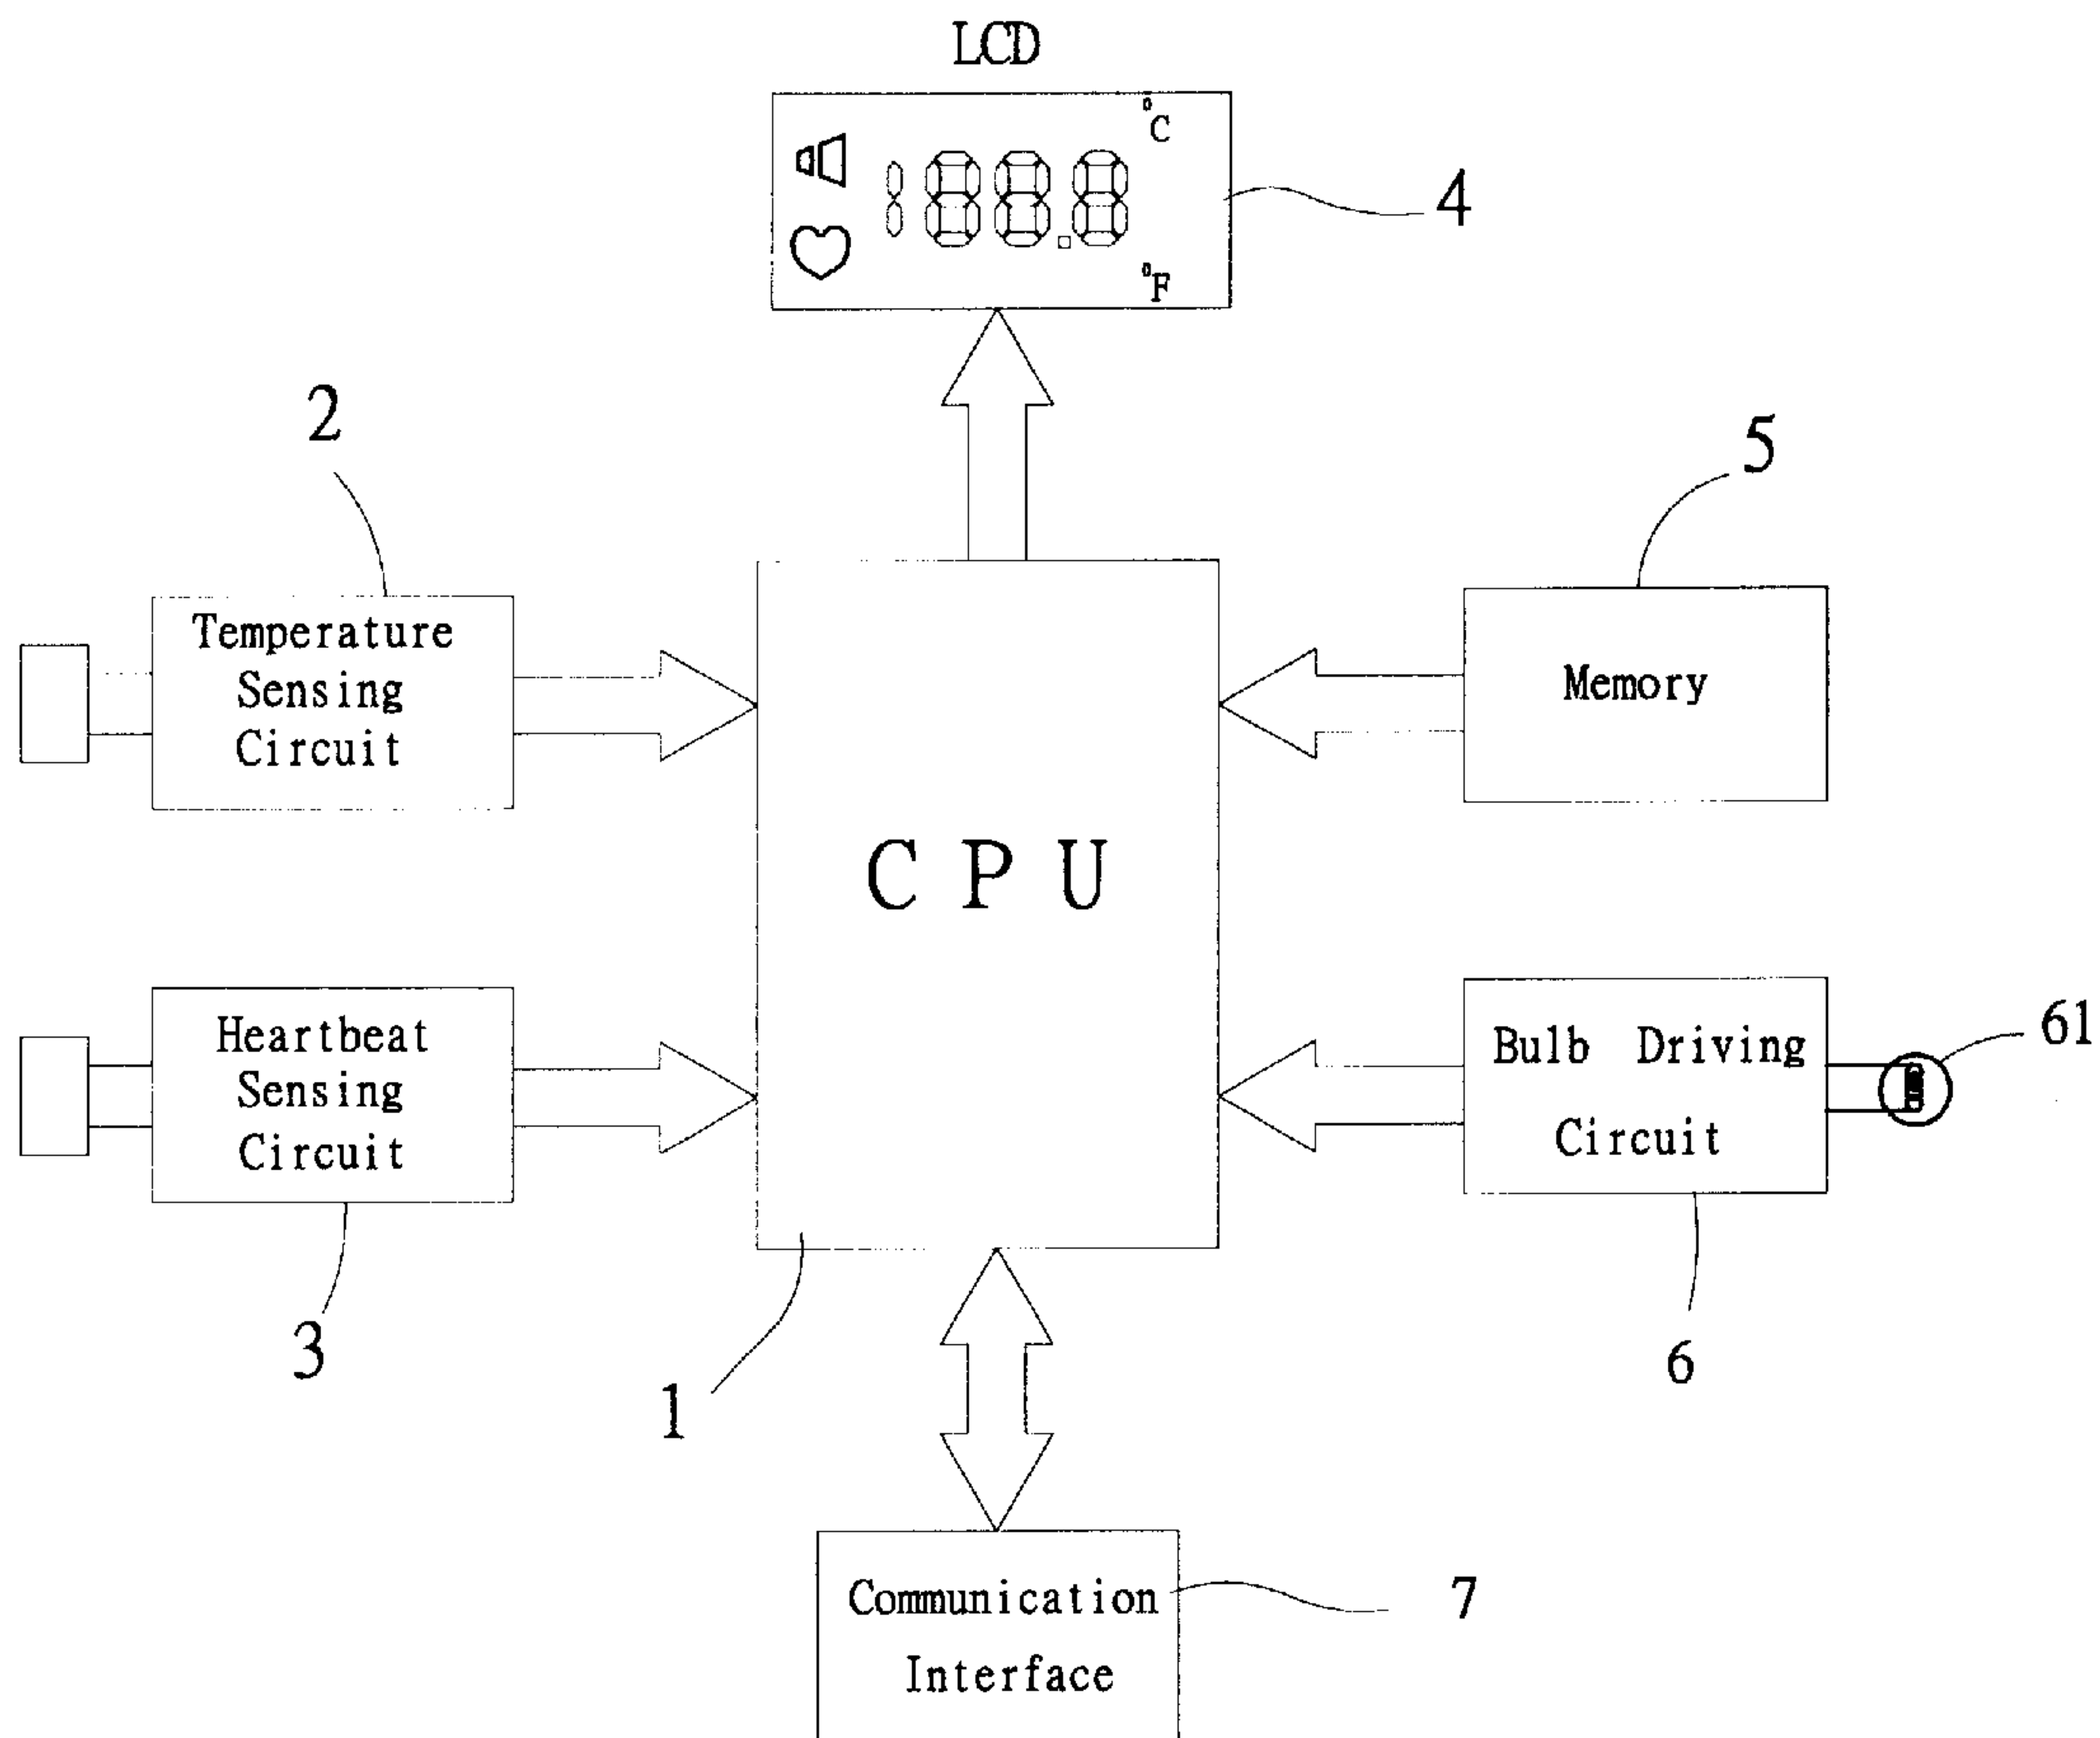 LCD
°C
188.8
°F
4
2
5
Temperature
Sensing
Circuit
Memory
CPU
Heartbeat
Sensing
Circuit
Bulb Driving
Circuit
61
3
1
6
Communication
Interface
7